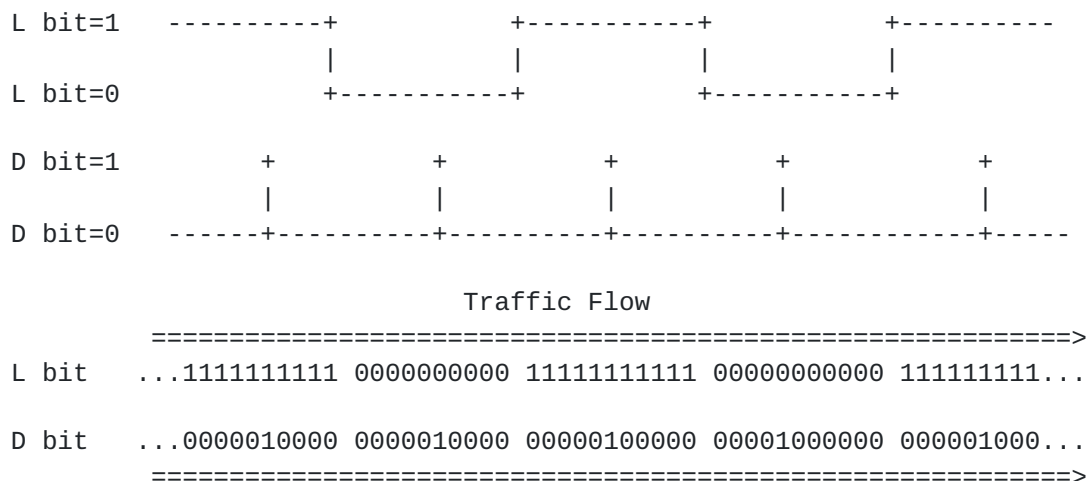 L bit=1   ----------+           +-----------+           +----------
                    |           |           |           |
L bit=0             +-----------+           +-----------+
D bit=1         +          +          +          +            +
                |          |          |          |            |
D bit=0   ------+----------+----------+----------+------------+-----
Traffic Flow
===========================================================>
L bit   ...1111111111 0000000000 11111111111 00000000000 111111111...
D bit   ...0000010000 0000010000 00000100000 00001000000 000001000...
===========================================================>